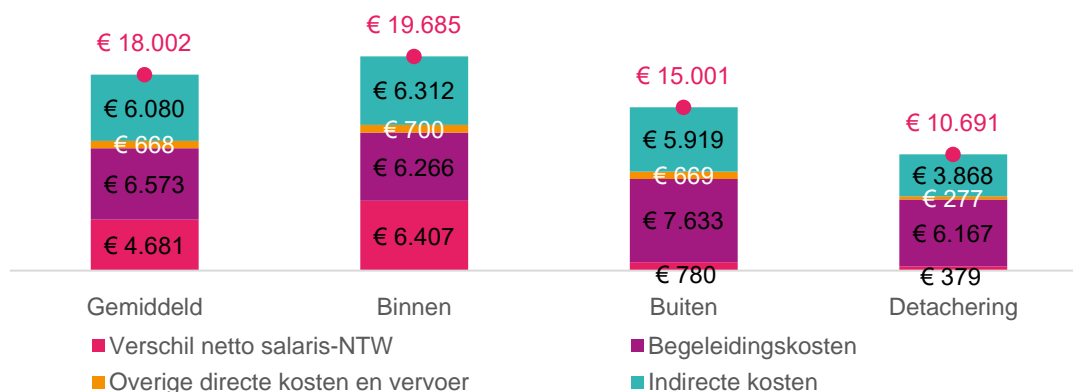 € 18.002
€ 19.685
€ 15.001
€ 10.691
€ 6.080
€ 6.312
€ 5.919
€ 3.868
€ 668
€ 700
€ 669
€ 277
€ 6.573
€ 6.266
€ 7.633
€ 6.167
€ 4.681
€ 6.407
€ 780
€ 379
Gemiddeld
Binnen
Buiten
Detachering
Verschil netto salaris-NTW
Begeleidingskosten
Overige directe kosten en vervoer
Indirecte kosten